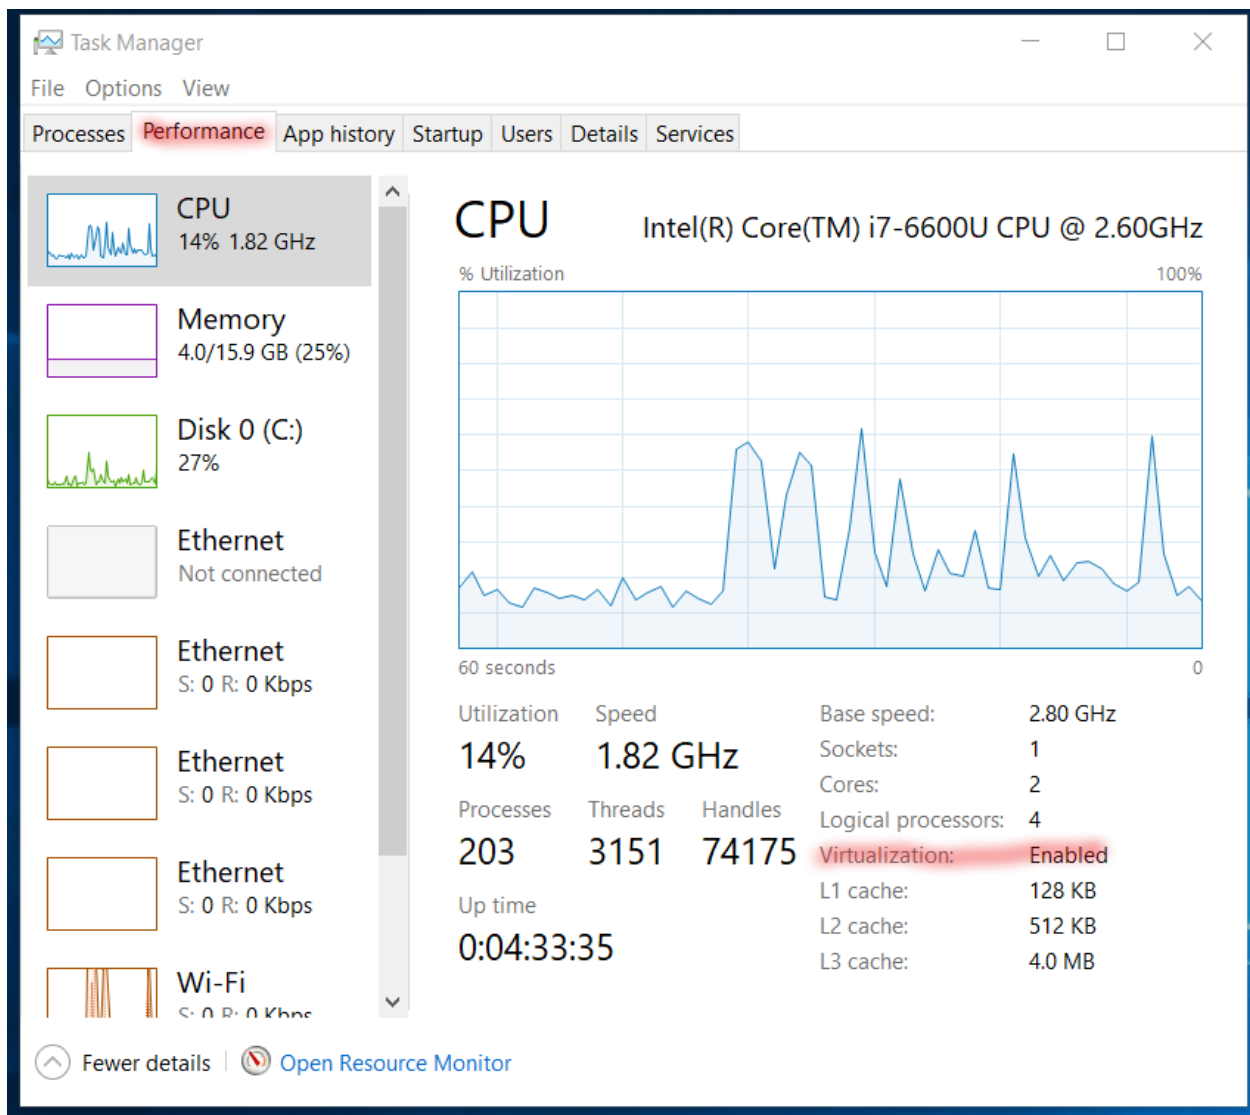 Task Manager
File Options View
Processes Performance App history Startup Users Details Services
CPU
14% 1.82 GHz
Memory
4.0/15.9 GB (25%)
Disk 0 (C:)
27%
Ethernet
Not connected
Ethernet
S: 0 R: 0 Kbps
Ethernet
S: 0 R: 0 Kbps
Ethernet
S: 0 R: 0 Kbps
Wi-Fi
S: 0 R: 0 Kbps
CPU Intel(R) Core(TM) i7-6600U CPU @ 2.60GHz
% Utilization 100%
60 seconds 0
Utilization Speed
14% 1.82 GHz
Processes Threads Handles
203 3151 74175
Up time
0:04:33:35
Base speed: 2.80 GHz
Sockets: 1
Cores: 2
Logical processors: 4
Virtualization: Enabled
L1 cache: 128 KB
L2 cache: 512 KB
L3 cache: 4.0 MB
Fewer details Open Resource Monitor